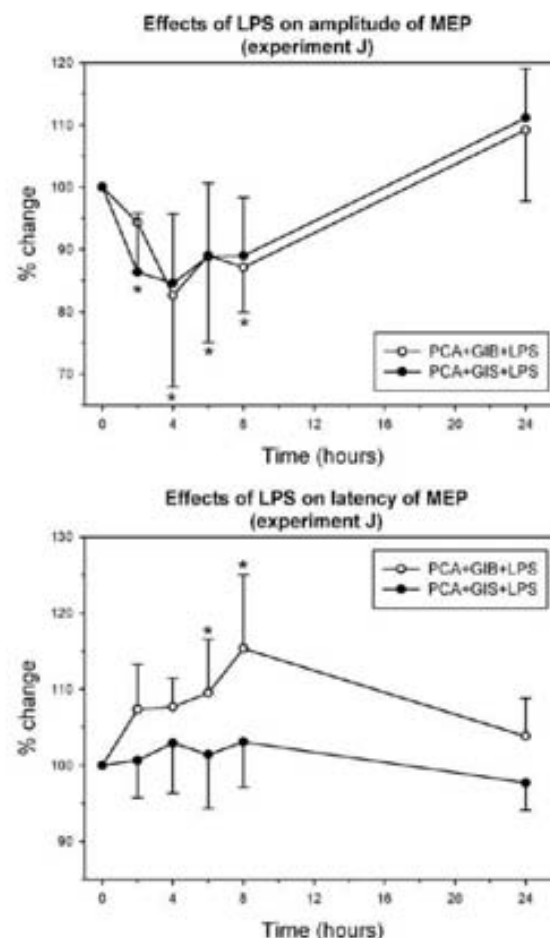 Effects of LPS on amplitude of MEP
(experiment J)
120
110
100
90
80
70
% change
*
*
*
*
PCA+GIB+LPS
PCA+GIS+LPS
0 4 8 12 16 20 24
Time (hours)
Effects of LPS on latency of MEP
(experiment J)
130
120
110
100
90
% change
*
*
PCA+GIB+LPS
PCA+GIS+LPS
0 4 8 12 16 20 24
Time (hours)